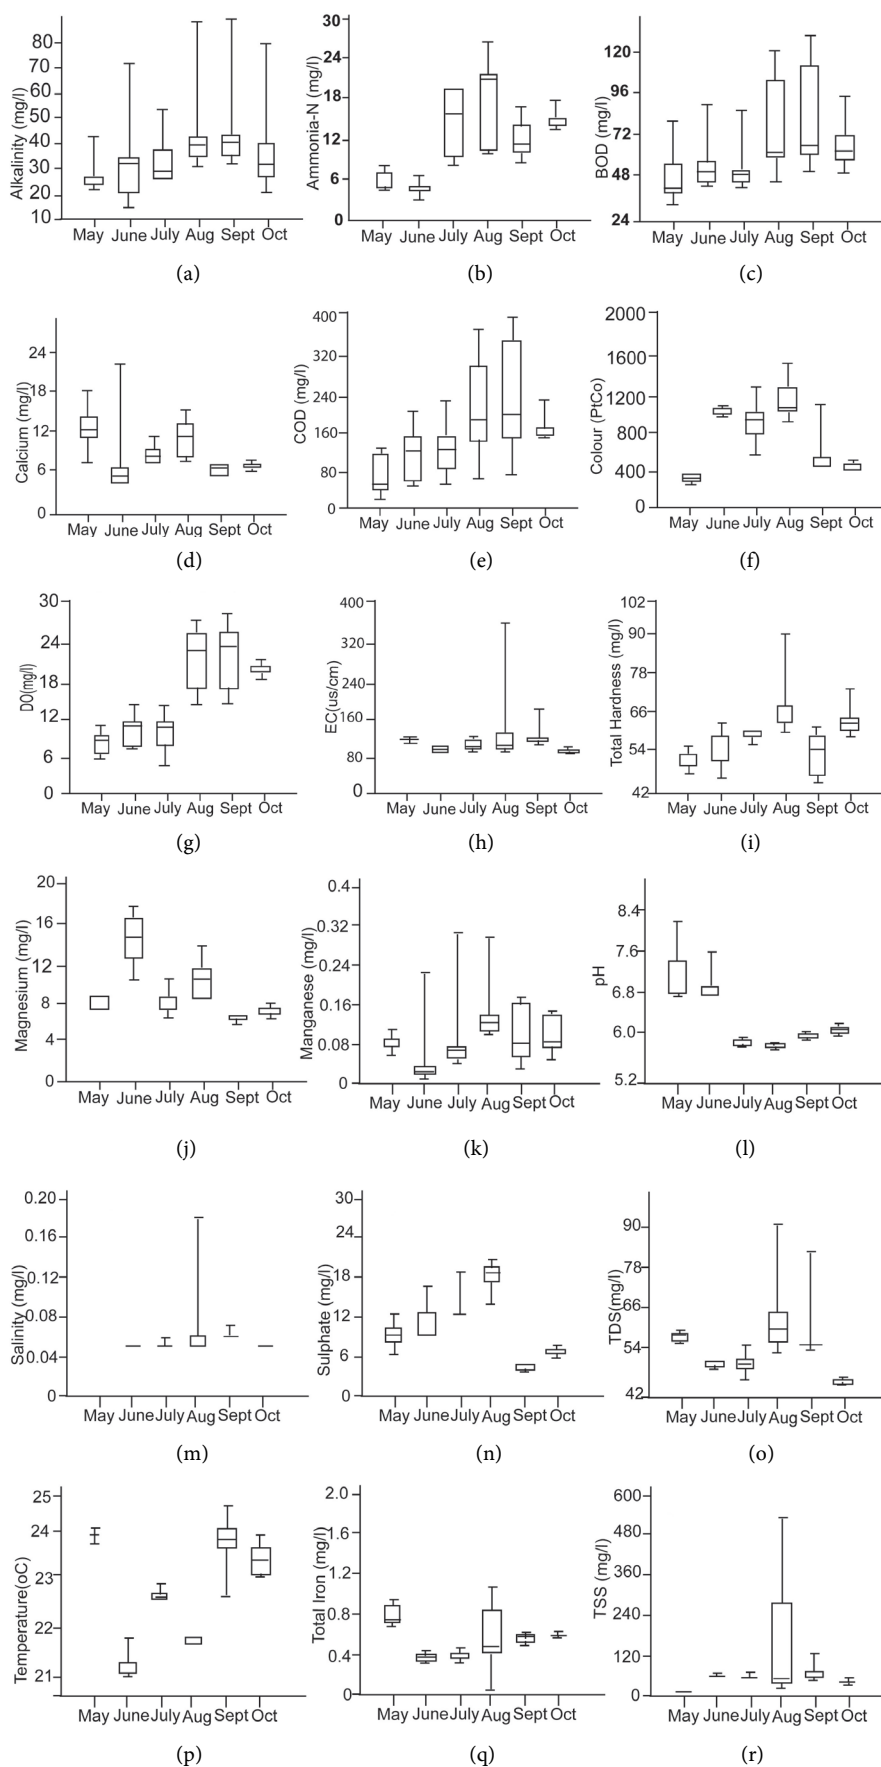 80
70
60
50
40
30
20
10
Alkalinity (mg/l)
May June July Aug Sept Oct
(a)
30
24
18
12
6
0
Ammonia-N (mg/l)
May June July Aug Sept Oct
(b)
120
96
72
48
24
BOD (mg/l)
May June July Aug Sept Oct
(c)
24
18
12
6
0
Calcium (mg/l)
May June July Aug Sept Oct
(d)
400
320
240
160
80
0
COD (mg/l)
May June July Aug Sept Oct
(e)
2000
1600
1200
800
400
0
Colour (PtCo)
May June July Aug Sept Oct
(f)
30
24
18
12
6
0
DO(mg/l)
May June July Aug Sept Oct
(g)
400
320
240
160
80
0
EC(us/cm)
May June July Aug Sept Oct
(h)
102
90
78
66
54
42
Total Hardness (mg/l)
May June July Aug Sept Oct
(i)
20
16
12
8
4
0
Magnesium (mg/l)
May June July Aug Sept Oct
(j)
0.4
0.32
0.24
0.16
0.08
0
Manganese (mg/l)
May June July Aug Sept Oct
(k)
8.4
7.6
6.8
6.0
5.2
pH
May June July Aug Sept Oct
(l)
0.20
0.16
0.12
0.08
0.04
0
Salinity (mg/l)
May June July Aug Sept Oct
(m)
30
24
18
12
6
0
Sulphate (mg/l)
May June July Aug Sept Oct
(n)
90
78
66
54
42
TDS(mg/l)
May June July Aug Sept Oct
(o)
25
24
23
22
21
Temperature(oC)
May June July Aug Sept Oct
(p)
2.0
1.6
1.2
0.8
0.4
0
Total Iron (mg/l)
May June July Aug Sept Oct
(q)
600
480
360
240
120
0
TSS (mg/l)
May June July Aug Sept Oct
(r)